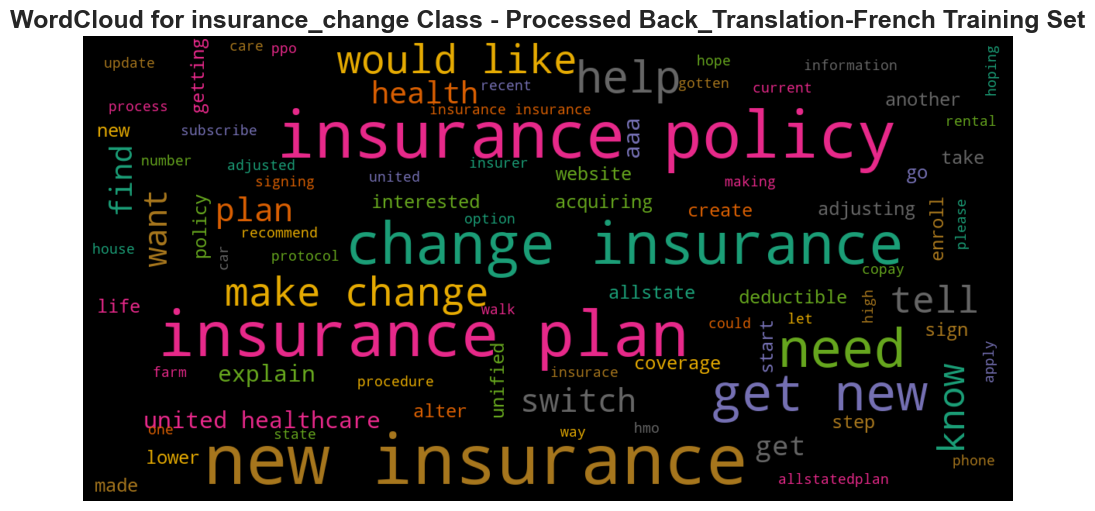 WordCloud for insurance_change Class - Processed Back_Translation-French Training Set
update
care
ppo
getting
would like
help
hope
gotten
information
hoping
process
health
recent
current
another
insurance insurance
new
subscribe
insurance policy
aaa
rental
number
find
adjusted
insurer
website
take
go
signing
united
making
want
plan
policy
interested
acquiring
create
adjusting
enroll
please
option
recommend
house
car
protocol
change insurance
copay
life
make change
walk
allstate
deductible
high
tell
could
let
sign
insurance plan
start
need
farm
explain
procedure
unified
insurace
coverage
apply
get new
know
united healthcare
alter
switch
step
one
state
way
hmo
get
lower
new insurance
phone
made
allstatedplan